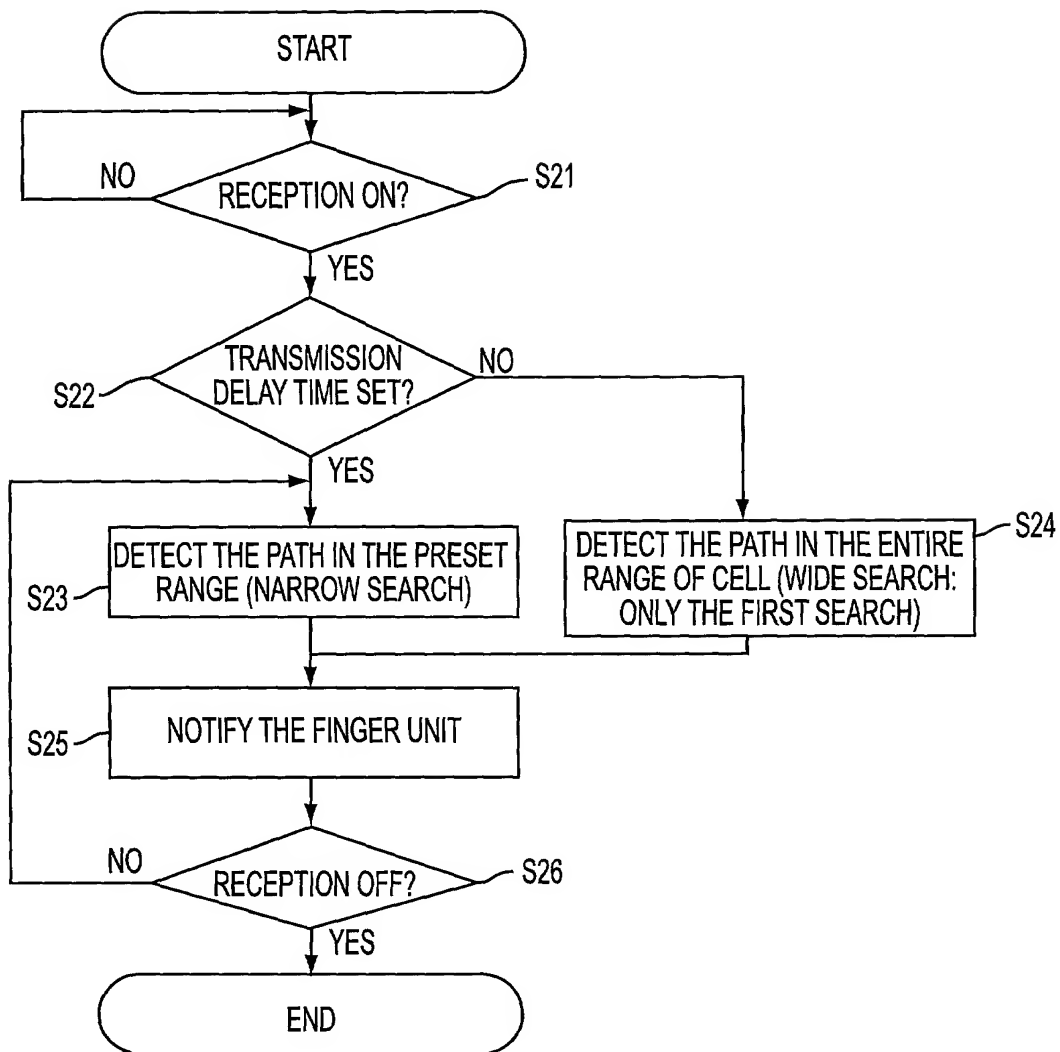 START
NO
RECEPTION ON?
S21
YES
TRANSMISSION
DELAY TIME SET?
NO
S22
YES
DETECT THE PATH IN THE PRESET
RANGE (NARROW SEARCH)
S23
DETECT THE PATH IN THE ENTIRE
RANGE OF CELL (WIDE SEARCH:
ONLY THE FIRST SEARCH)
S24
NOTIFY THE FINGER UNIT
S25
NO
RECEPTION OFF?
S26
YES
END